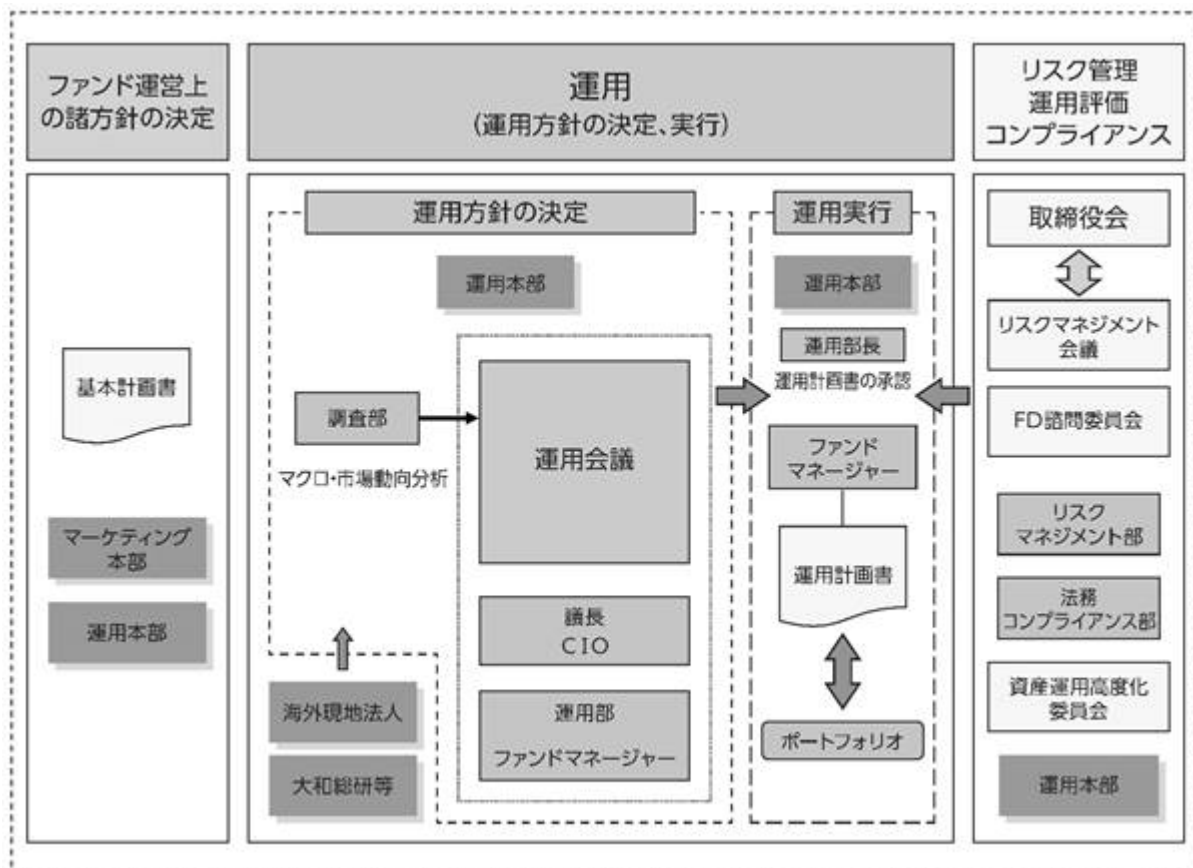 ファンド運営上
の諸方針の決定
運用
(運用方針の決定、実行)
リスク管理
運用評価
コンプライアンス
基本計画書
マーケティング
本部
運用本部
運用方針の決定
運用本部
調査部
マクロ・市場動向分析
運用会議
議長
CIO
運用部
ファンドマネージャー
海外現地法人
大和総研等
運用実行
運用本部
運用部長
運用計画書の承認
ファンド
マネージャー
運用計画書
ポートフォリオ
取締役会
リスクマネジメント
会議
FD諮問委員会
リスク
マネジメント部
法務
コンプライアンス部
資産運用高度化
委員会
運用本部